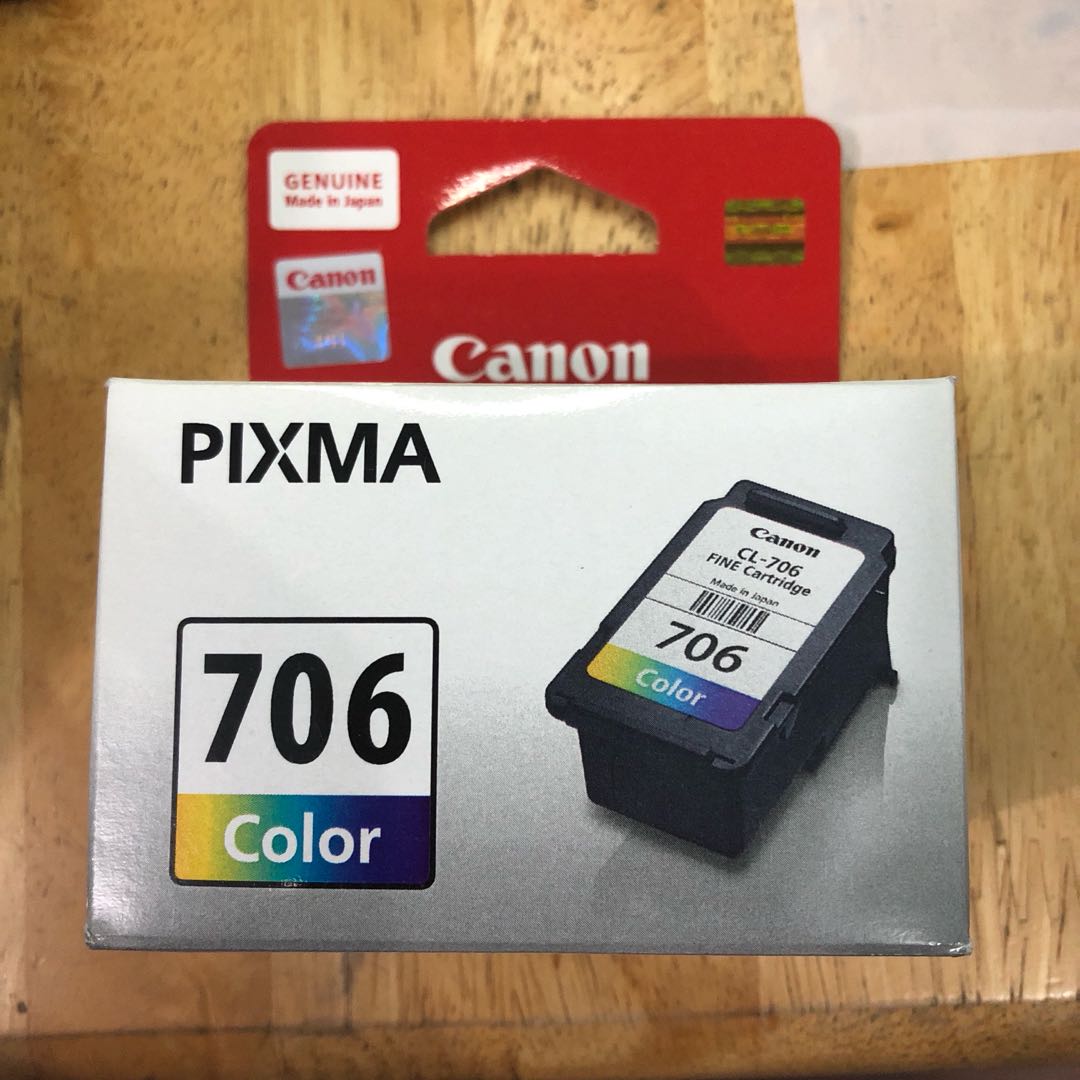 GENUINE
Made in Japan
Canon
Canon
PIXMA
Canon
CL-706
FINE Cartridge
Made in Japan
706
Color
706
Color